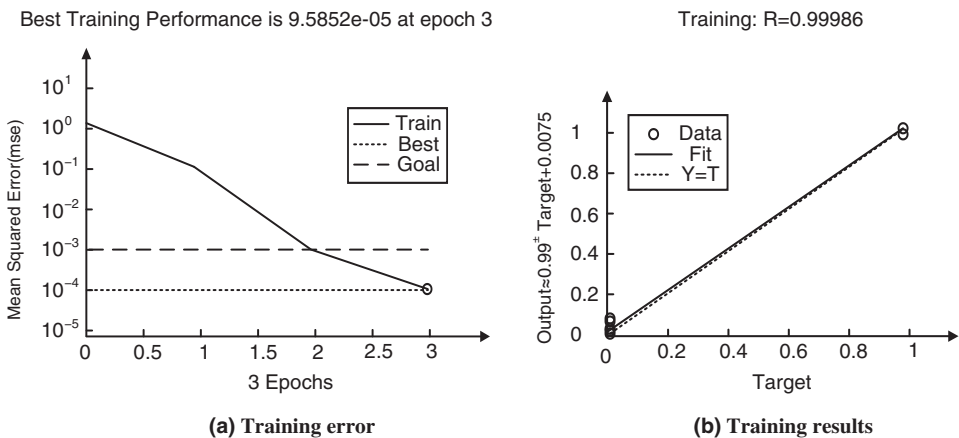 Best Training Performance is 9.5852e-05 at epoch 3
Mean Squared Error(mse)
10^1
10^0
10^-1
10^-2
10^-3
10^-4
10^-5
Train
Best
Goal
0 0.5 1 1.5 2 2.5 3
3 Epochs
(a) Training error
Training: R=0.99986
Output≈0.99± Target+0.0075
1
0.8
0.6
0.4
0.2
0
Data
Fit
Y=T
0 0.2 0.4 0.6 0.8 1
Target
(b) Training results